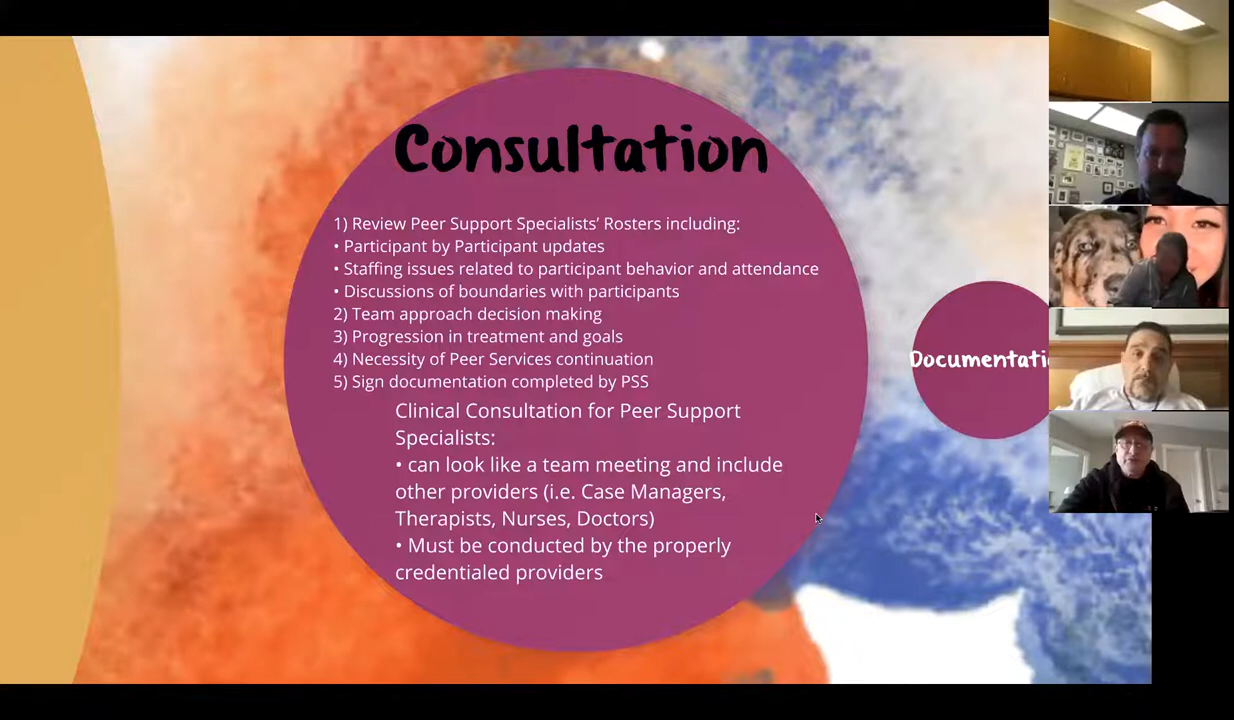 Consultation
1) Review Peer Support Specialists’ Rosters including:
• Participant by Participant updates
• Staffing issues related to participant behavior and attendance
• Discussions of boundaries with participants
2) Team approach decision making
3) Progression in treatment and goals
4) Necessity of Peer Services continuation
5) Sign documentation completed by PSS
Clinical Consultation for Peer Support
Specialists:
• can look like a team meeting and include
other providers (i.e. Case Managers,
Therapists, Nurses, Doctors)
• Must be conducted by the properly
credentialed providers
Documentati